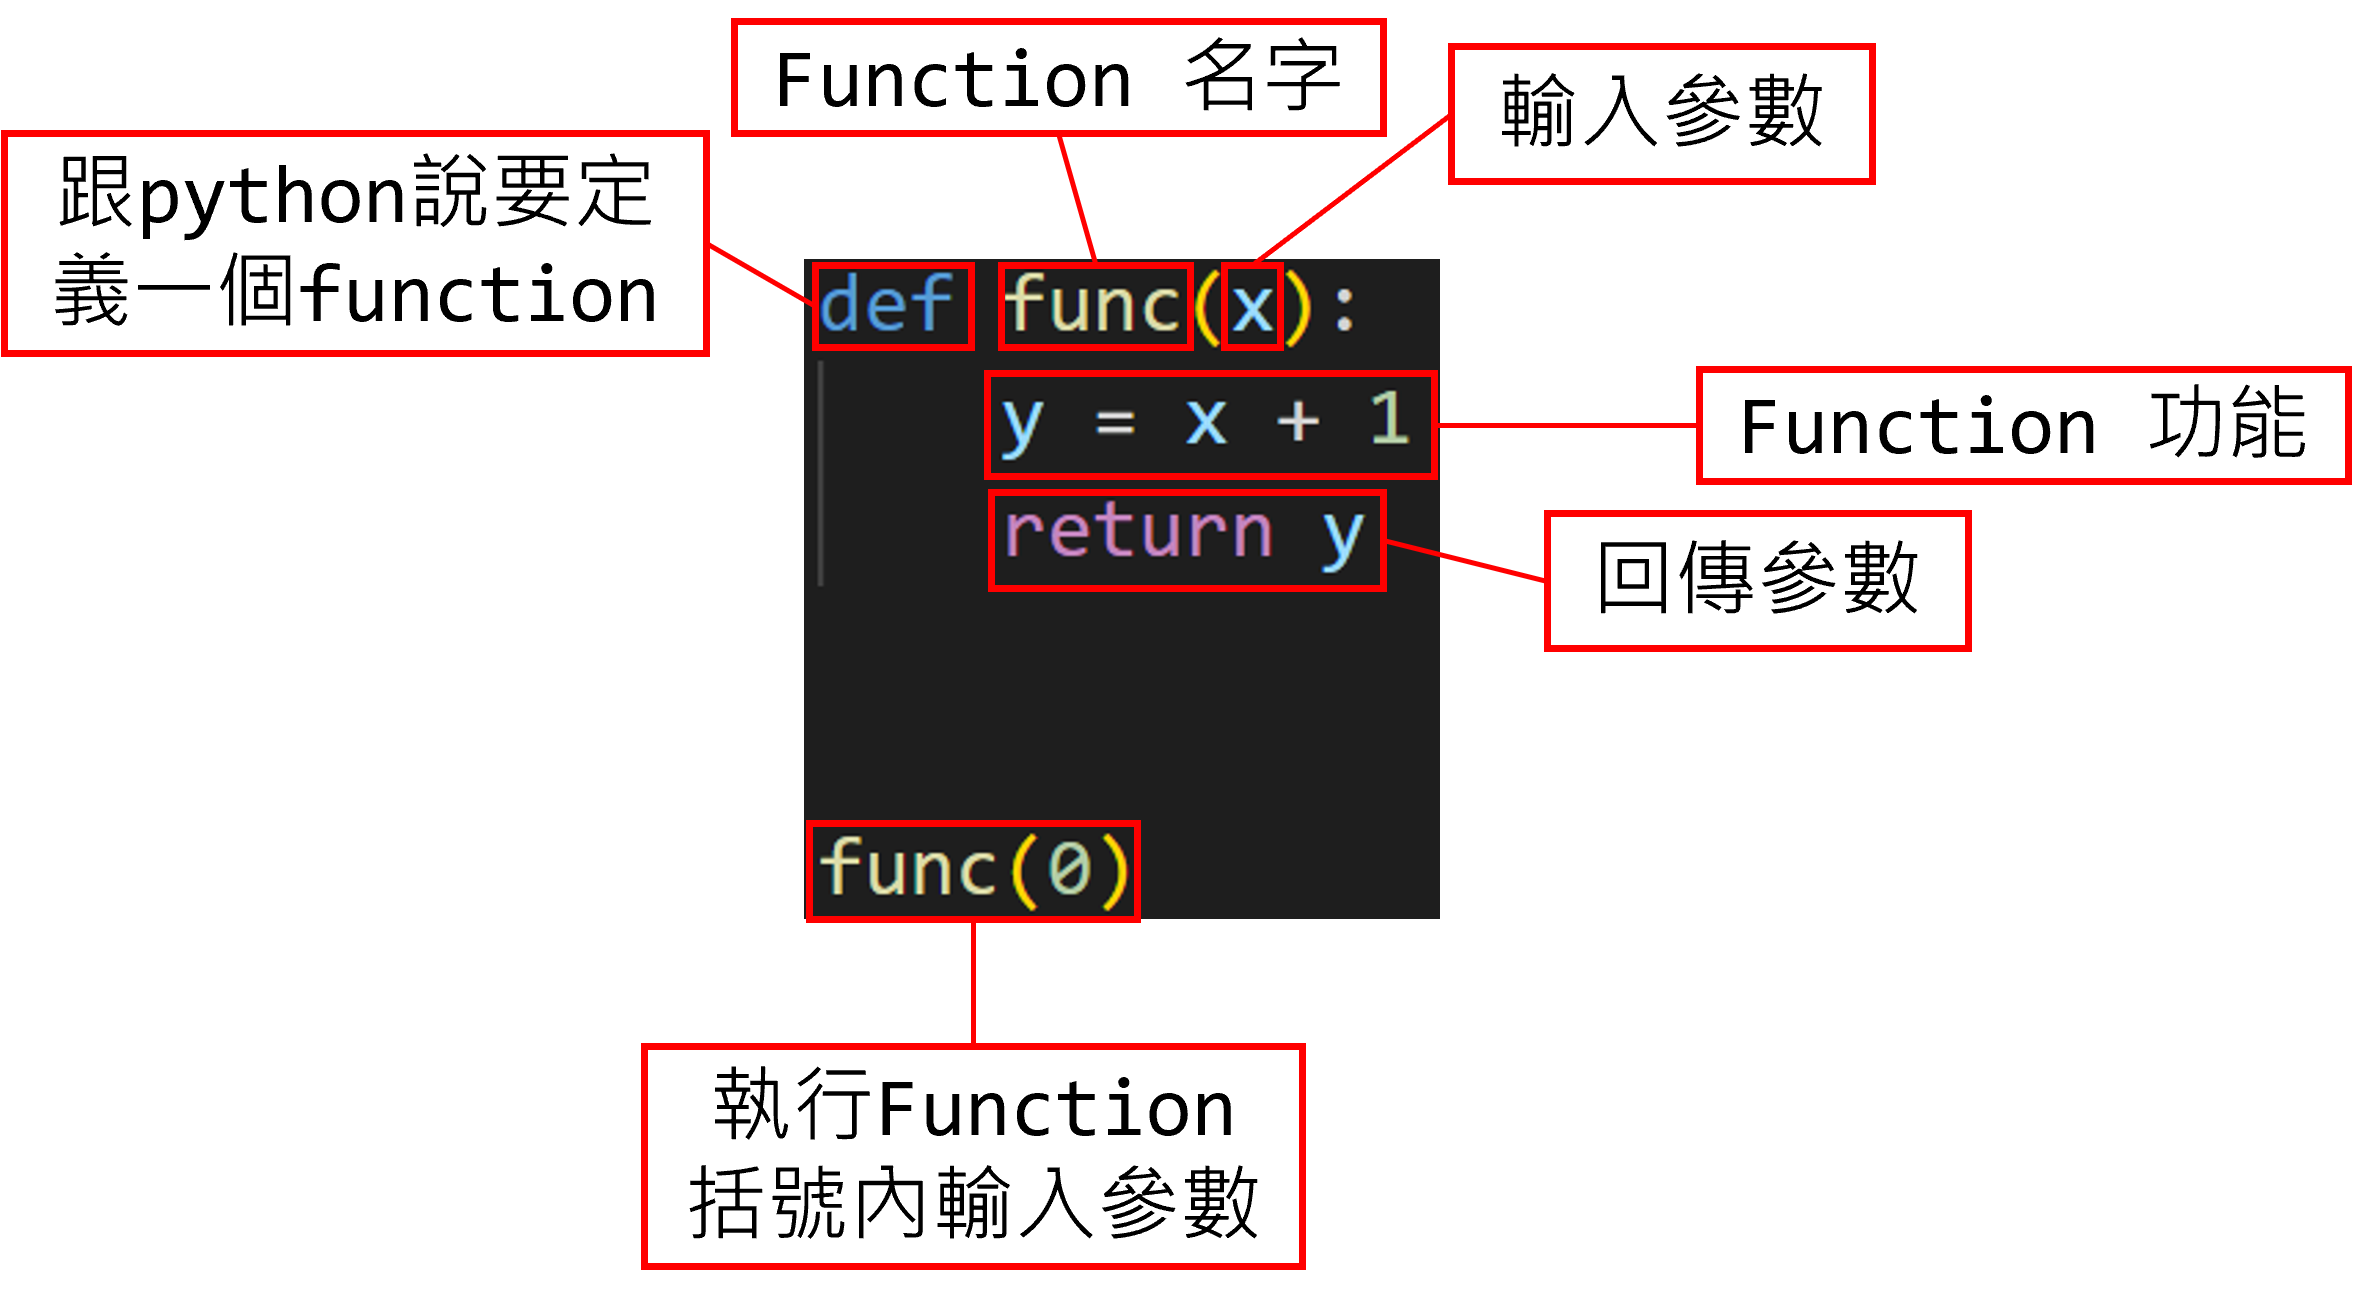 Function 名字
輸入參數
跟python說要定
義一個function
def func(x):
y = x + 1
Function 功能
return y
回傳參數
func(0)
執行Function
括號內輸入參數